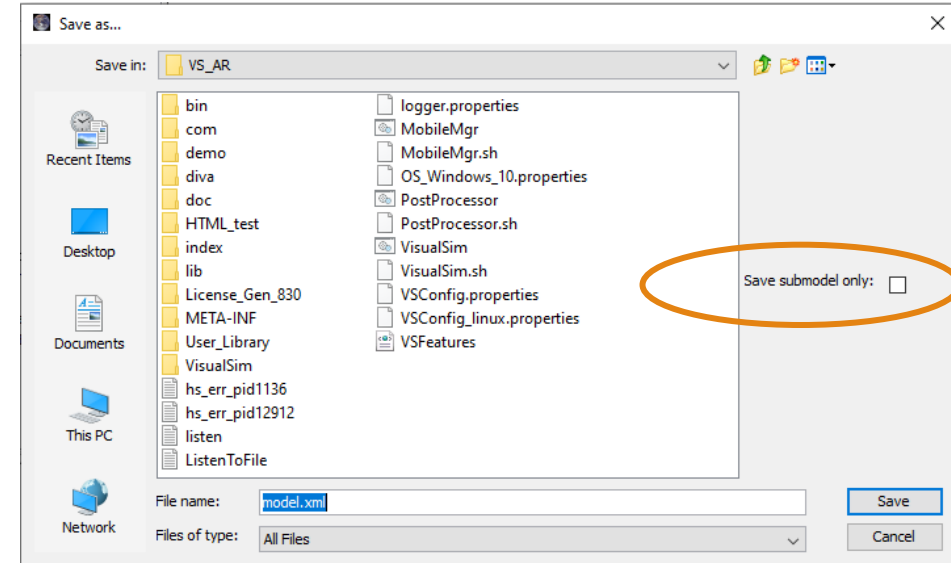 Save as...
Save in:
VS_AR
Recent Items
Desktop
Documents
This PC
Network
bin
com
demo
diva
doc
HTML_test
index
lib
License_Gen_830
META-INF
User_Library
VisualSim
hs_err_pid1136
hs_err_pid12912
listen
ListenToFile
logger.properties
MobileMgr
MobileMgr.sh
OS_Windows_10.properties
PostProcessor
PostProcessor.sh
VisualSim
VisualSim.sh
VSConfig.properties
VSConfig_linux.properties
VSFeatures
Save submodel only:
File name:
model.xml
Save
Files of type:
All Files
Cancel